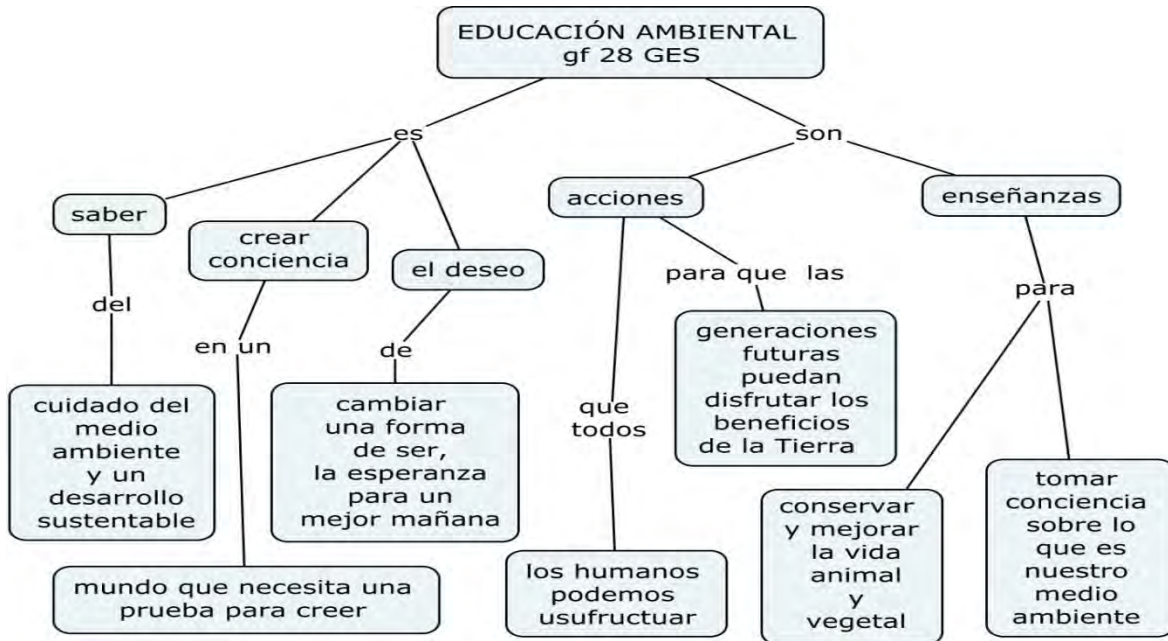 EDUCACIÓN AMBIENTAL
gf 28 GES
es
son
saber
crear
conciencia
el deseo
acciones
enseñanzas
del
en un
de
para que las
que
todos
para
cuidado del
medio
ambiente
y un
desarrollo
sustentable
mundo que necesita una
prueba para creer
cambiar
una forma
de ser,
la esperanza
para un
mejor mañana
generaciones
futuras
puedan
disfrutar los
beneficios
de la Tierra
los humanos
podemos
usufructuar
conservar
y mejorar
la vida
animal
y
vegetal
tomar
conciencia
sobre lo
que es
nuestro
medio
ambiente